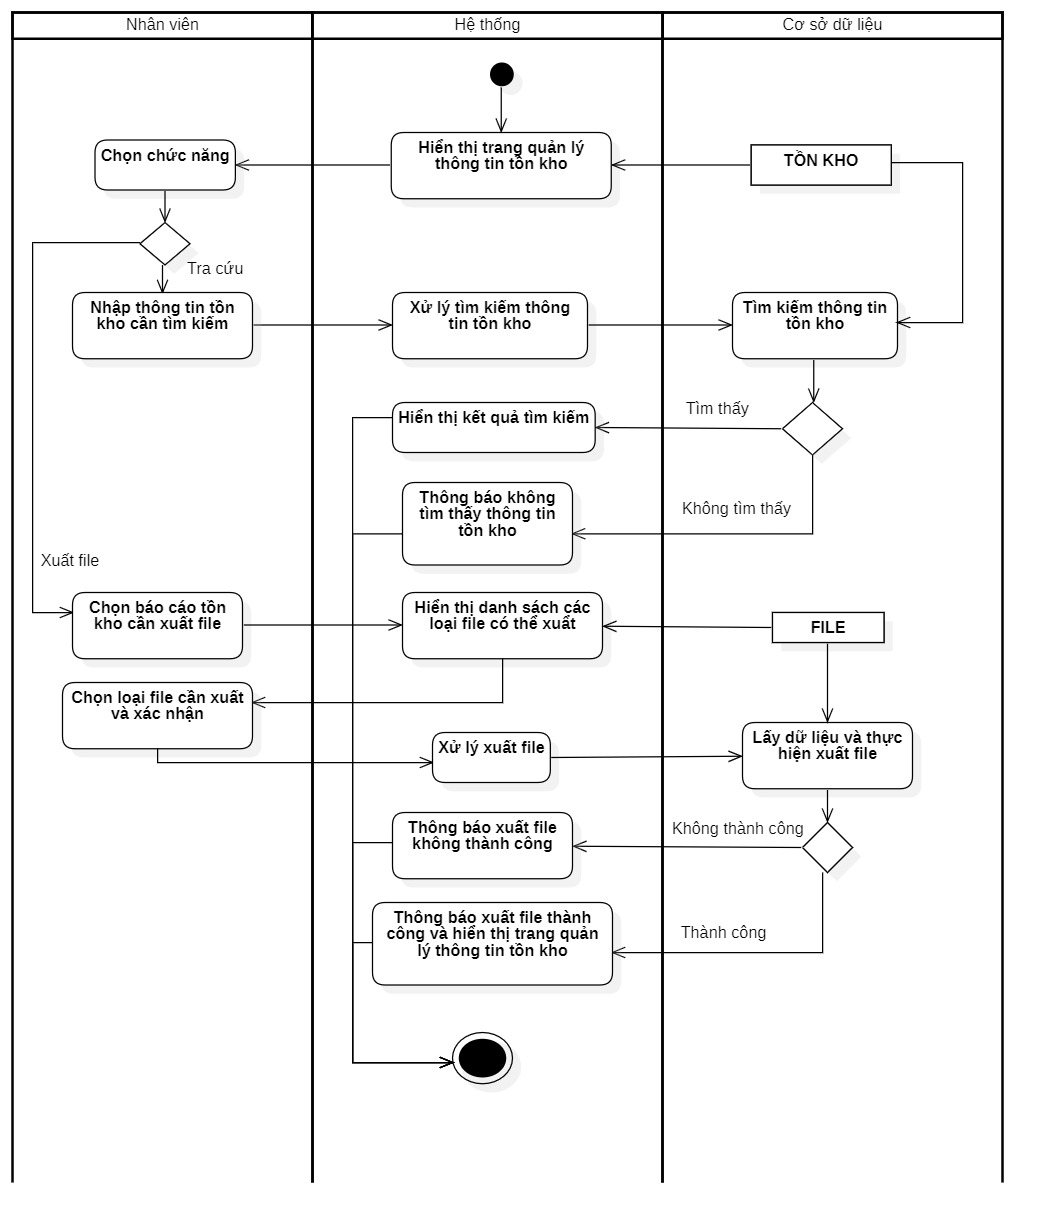 Nhân viên
Hệ thống
Cơ sở dữ liệu
Hiển thị trang quản lý
thông tin tồn kho
Chọn chức năng
TỒN KHO
Tra cứu
Nhập thông tin tồn
kho cần tìm kiếm
Xử lý tìm kiếm thông
tin tồn kho
Tìm kiếm thông tin
tồn kho
Tìm thấy
Hiển thị kết quả tìm kiếm
Thông báo không
tìm thấy thông tin
tồn kho
Không tìm thấy
Xuất file
Chọn báo cáo tồn
kho cần xuất file
Hiển thị danh sách các
loại file có thể xuất
FILE
Chọn loại file cần xuất
và xác nhận
Xử lý xuất file
Lấy dữ liệu và thực
hiện xuất file
Thông báo xuất file
không thành công
Không thành công
Thông báo xuất file thành
công và hiển thị trang quản
lý thông tin tồn kho
Thành công